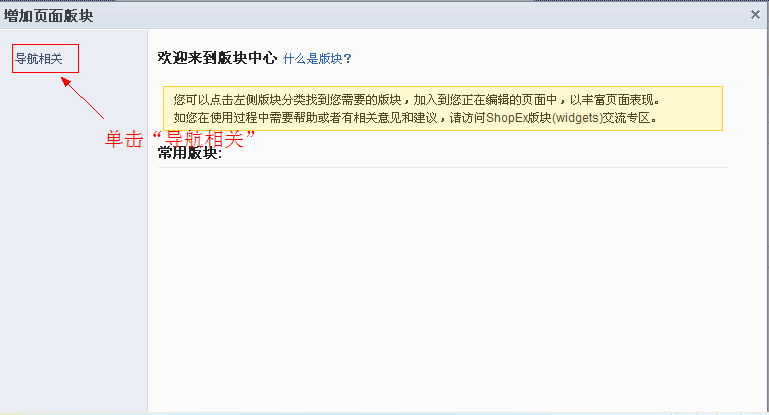 增加页面版块
导航相关
欢迎来到版块中心 什么是版块？
您可以点击左侧版块分类找到您需要的版块，加入到您正在编辑的页面中，以丰富页面表现。
如您在使用过程中需要帮助或者有相关意见和建议，请访问ShopEx版块(widgets)交流专区。
单击“导航相关”
常用版块: